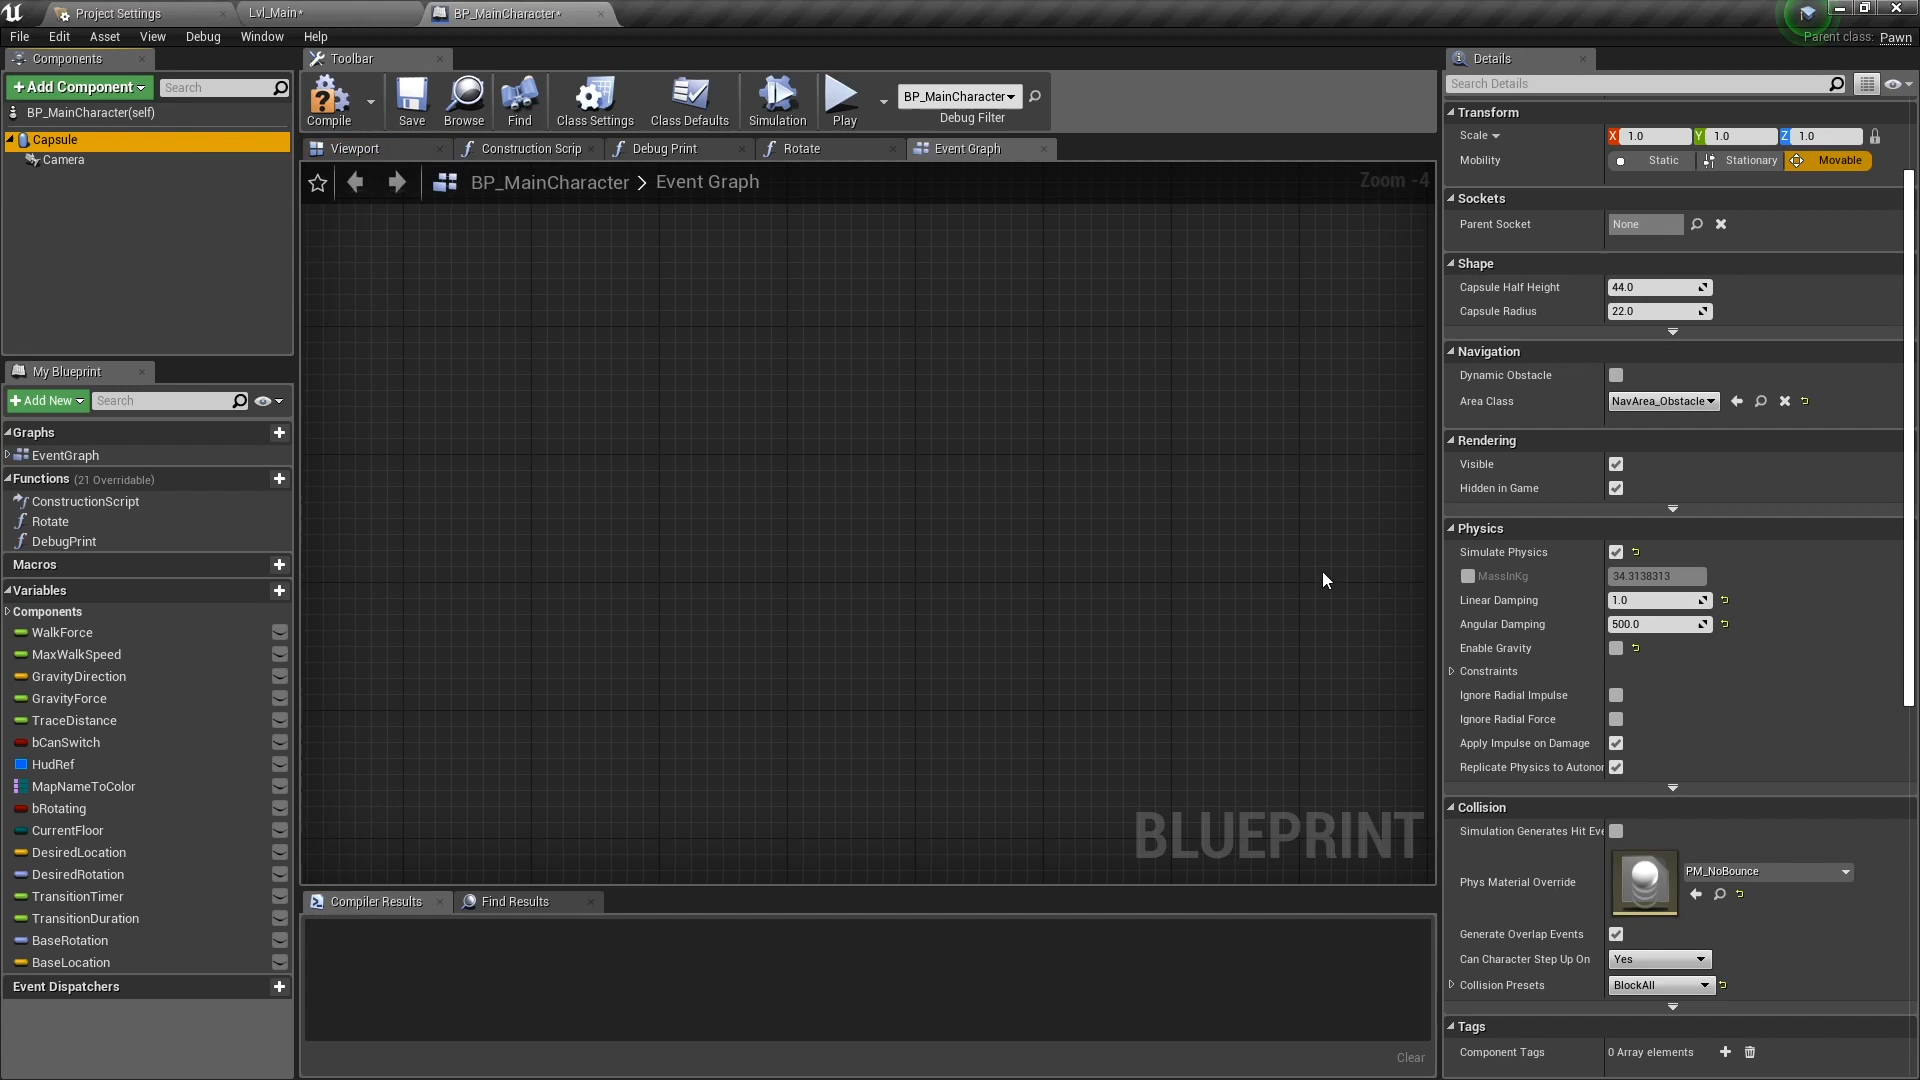 Project Settings
Lvl_Main*
BP_MainCharacter*
File Edit Asset View Debug Window Help
Parent class: Pawn
Components
+Add Component
Search
BP_MainCharacter(self)
Capsule
Camera
My Blueprint
+Add New
Search
Graphs
EventGraph
Functions (21 Overridable)
ConstructionScript
Rotate
DebugPrint
Macros
Variables
Components
WalkForce
MaxWalkSpeed
GravityDirection
GravityForce
TraceDistance
bCanSwitch
HudRef
MapNameToColor
bRotating
CurrentFloor
DesiredLocation
DesiredRotation
TransitionTimer
TransitionDuration
BaseRotation
BaseLocation
Event Dispatchers
Toolbar
Compile
Save
Browse
Find
Class Settings
Class Defaults
Simulation
Play
BP_MainCharacter
Debug Filter
Viewport
Construction Scrip
Debug Print
Rotate
Event Graph
BP_MainCharacter > Event Graph
Zoom -4
BLUEPRINT
Compiler Results
Find Results
Clear
Details
Search Details
Transform
Scale X 1.0 Y 1.0 Z 1.0
Mobility Static Stationary Movable
Sockets
Parent Socket None
Shape
Capsule Half Height 44.0
Capsule Radius 22.0
Navigation
Dynamic Obstacle
Area Class NavArea_Obstacle
Rendering
Visible
Hidden in Game
Physics
Simulate Physics
MassInKg 34.3138313
Linear Damping 1.0
Angular Damping 500.0
Enable Gravity
Constraints
Ignore Radial Impulse
Ignore Radial Force
Apply Impulse on Damage
Replicate Physics to Autonor
Collision
Simulation Generates Hit Eve
Phys Material Override PM_NoBounce
Generate Overlap Events
Can Character Step Up On Yes
Collision Presets BlockAll
Tags
Component Tags 0 Array elements